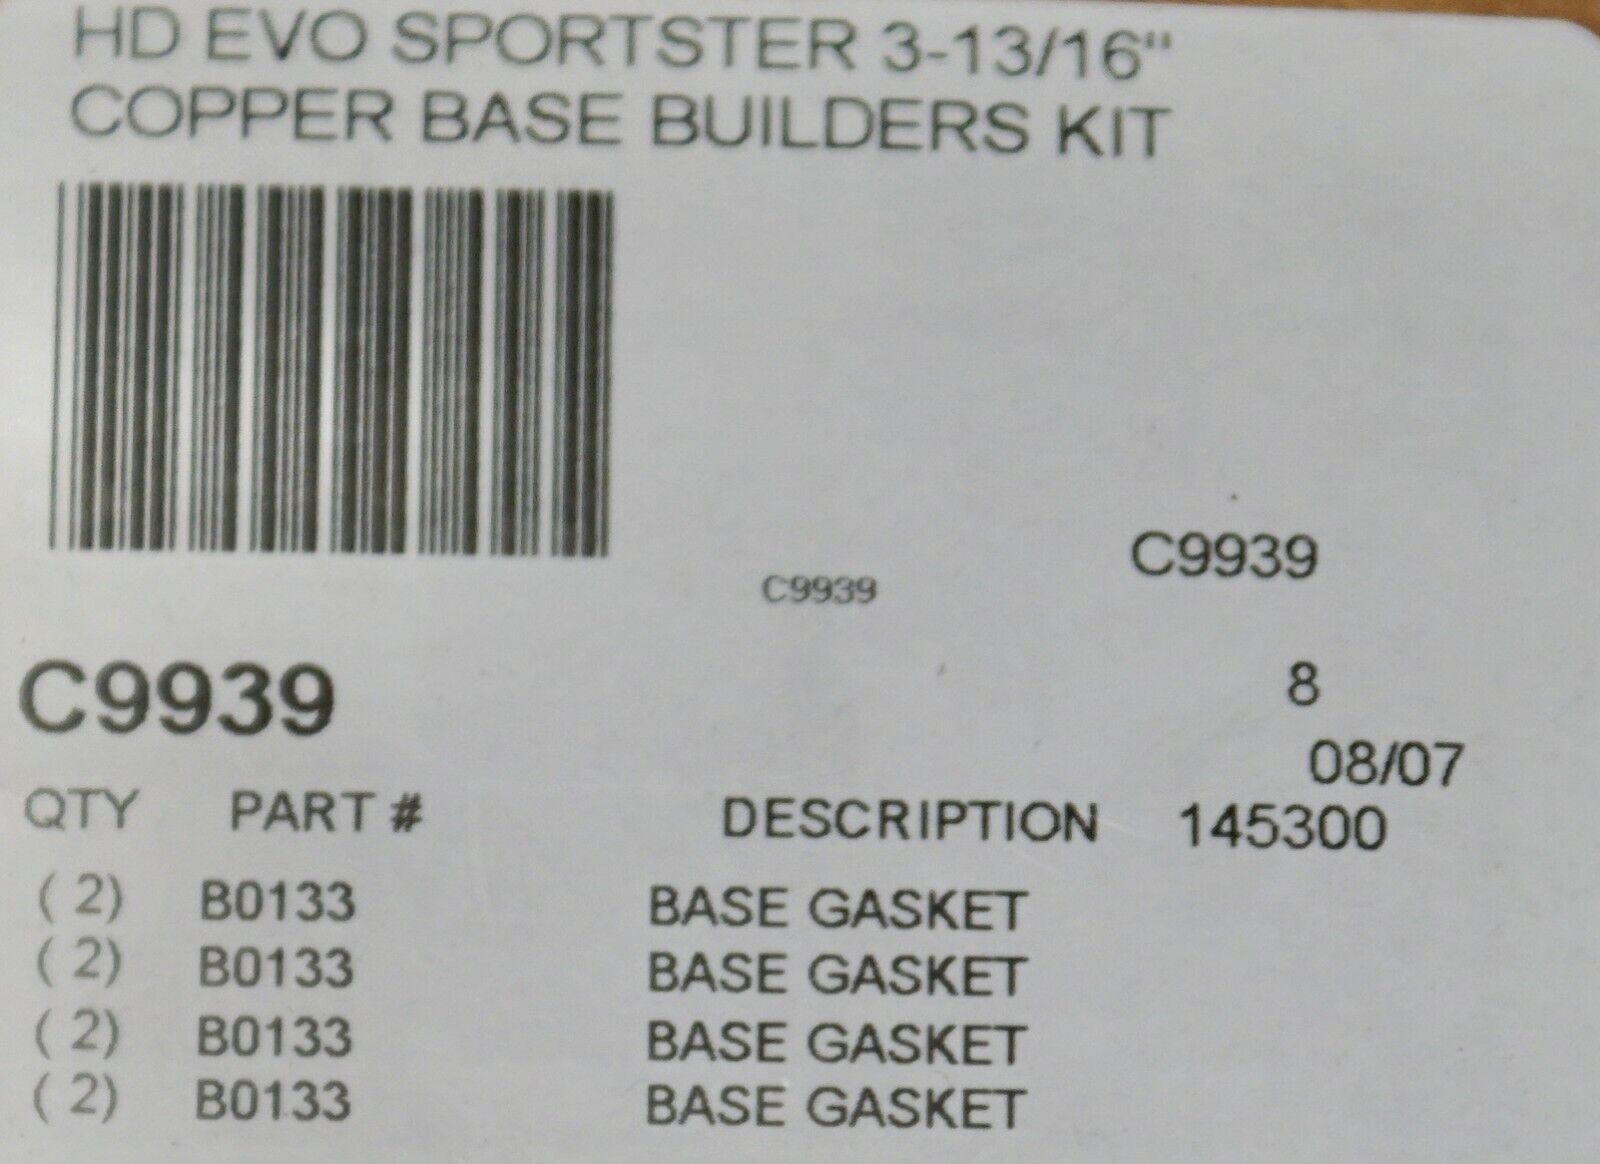 HD EVO SPORTSTER 3-13/16"
COPPER BASE BUILDERS KIT
C9939
C9939
C9939
8
08/07
QTY PART # DESCRIPTION 145300
( 2) B0133 BASE GASKET
( 2) B0133 BASE GASKET
( 2) B0133 BASE GASKET
( 2) B0133 BASE GASKET